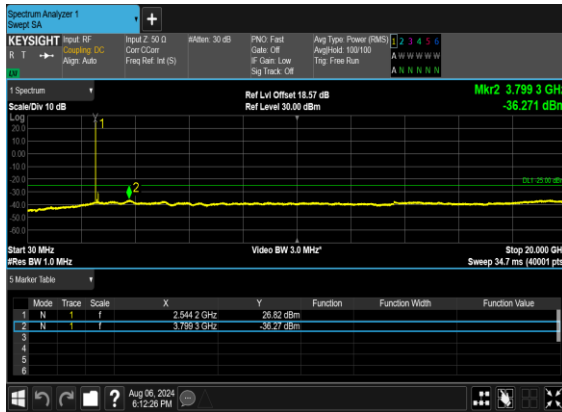 Spectrum Analyzer 1
Swept SA
+
KEYSIGHT Input: RF Input Z: 50 Ω #Atten: 30 dB PNO: Fast Avg Type: Power (RMS) 1 2 3 4 5 6
R T Coupling: DC Corr CCorr Gate: Off Avg|Hold: 100/100 A W W W W W
Align: Auto Freq Ref: Int (S) IF Gain: Low Trig: Free Run
LXI Sig Track: Off A N N N N N
1 Spectrum Ref Lvl Offset 18.57 dB Mkr2 3.799 3 GHz
Scale/Div 10 dB Ref Level 30.00 dBm -36.271 dBm
Log
20.0
10.0
0.00
-10.0
-20.0
-30.0
-40.0
-50.0
-60.0
1
2
DL1 -25.00 dBm
Start 30 MHz Video BW 3.0 MHz* Stop 20.000 GHz
#Res BW 1.0 MHz Sweep 34.7 ms (40001 pts)
5 Marker Table
Mode Trace Scale X Y Function Function Width Function Value
1 N 1 f 2.544 2 GHz 26.82 dBm
2 N 1 f 3.799 3 GHz -36.27 dBm
3
4
5
6
? Aug 06, 2024
6:12:26 PM